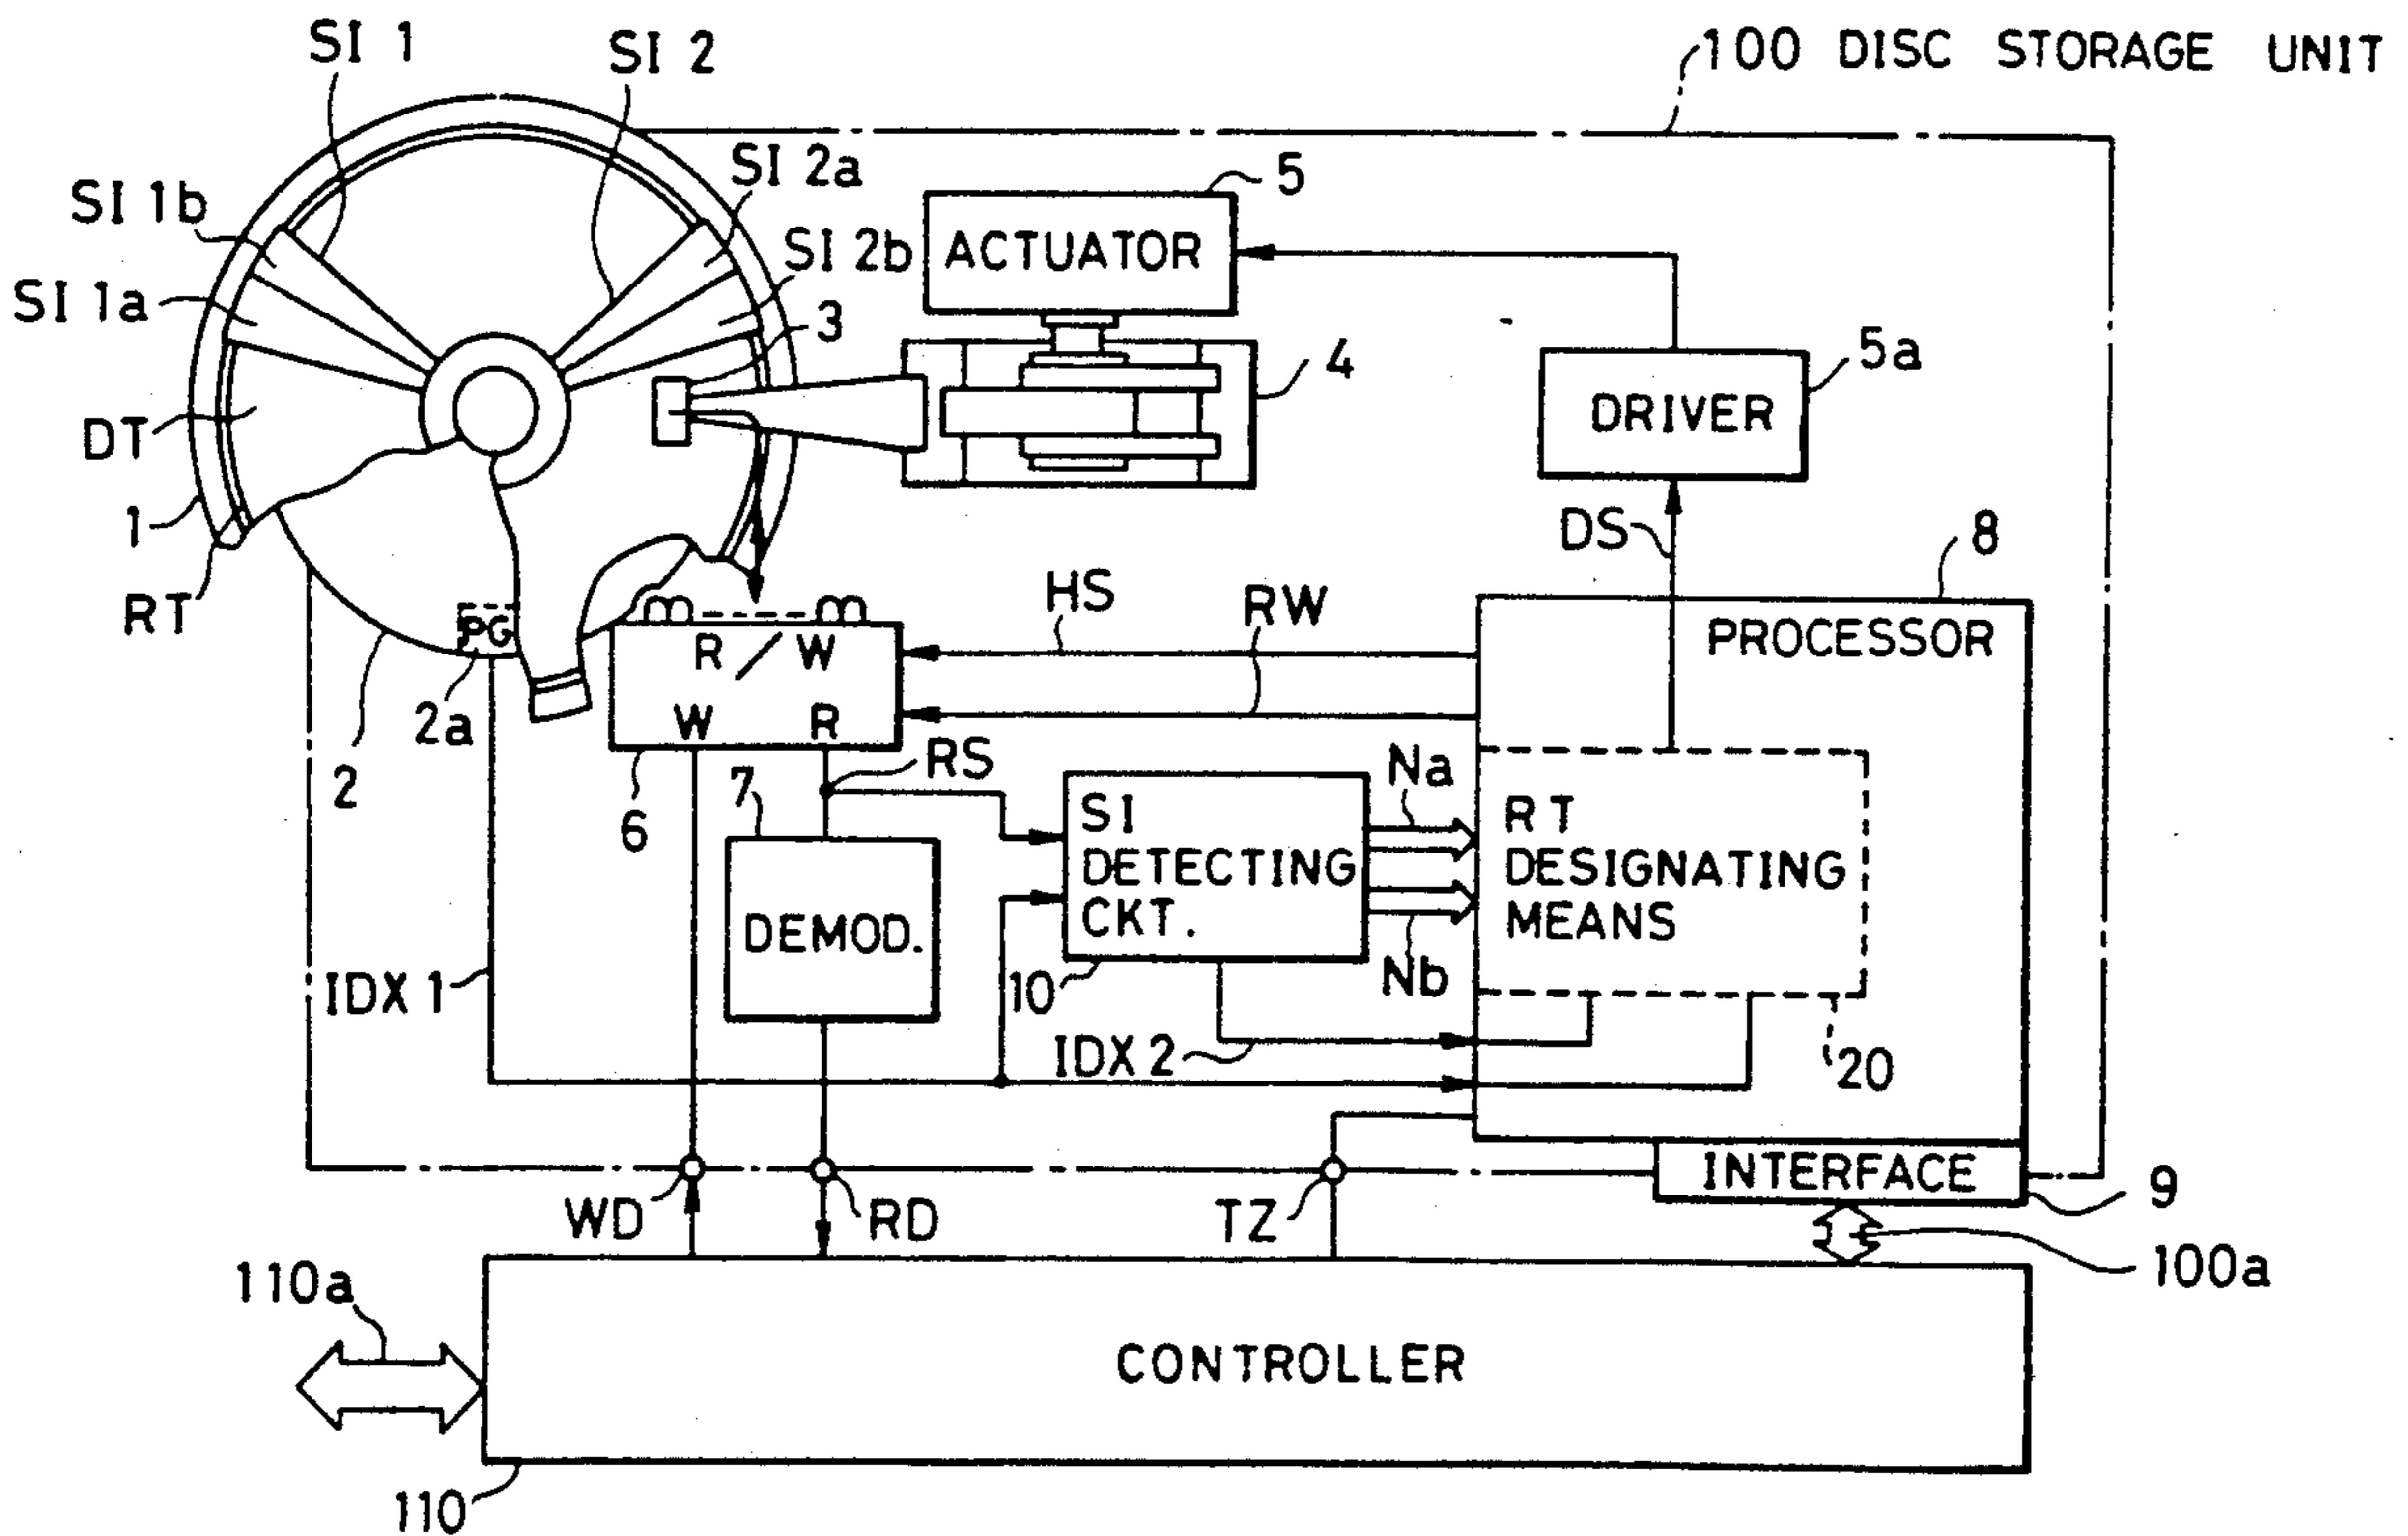 100 DISC STORAGE UNIT
SI 1
SI 2
SI 2a
SI 1b
SI 2b
SI 1a
3
5
ACTUATOR
4
5a
DRIVER
DT
1
RT
DS
8
HS
RW
PROCESSOR
PG
2a
2
R/W
W R
6
RS
7
DEMOD.
SI
DETECTING
CKT.
10
Na
Nb
RT
DESIGNATING
MEANS
IDX 1
IDX 2
20
INTERFACE
9
WD
RD
TZ
100a
110a
CONTROLLER
110